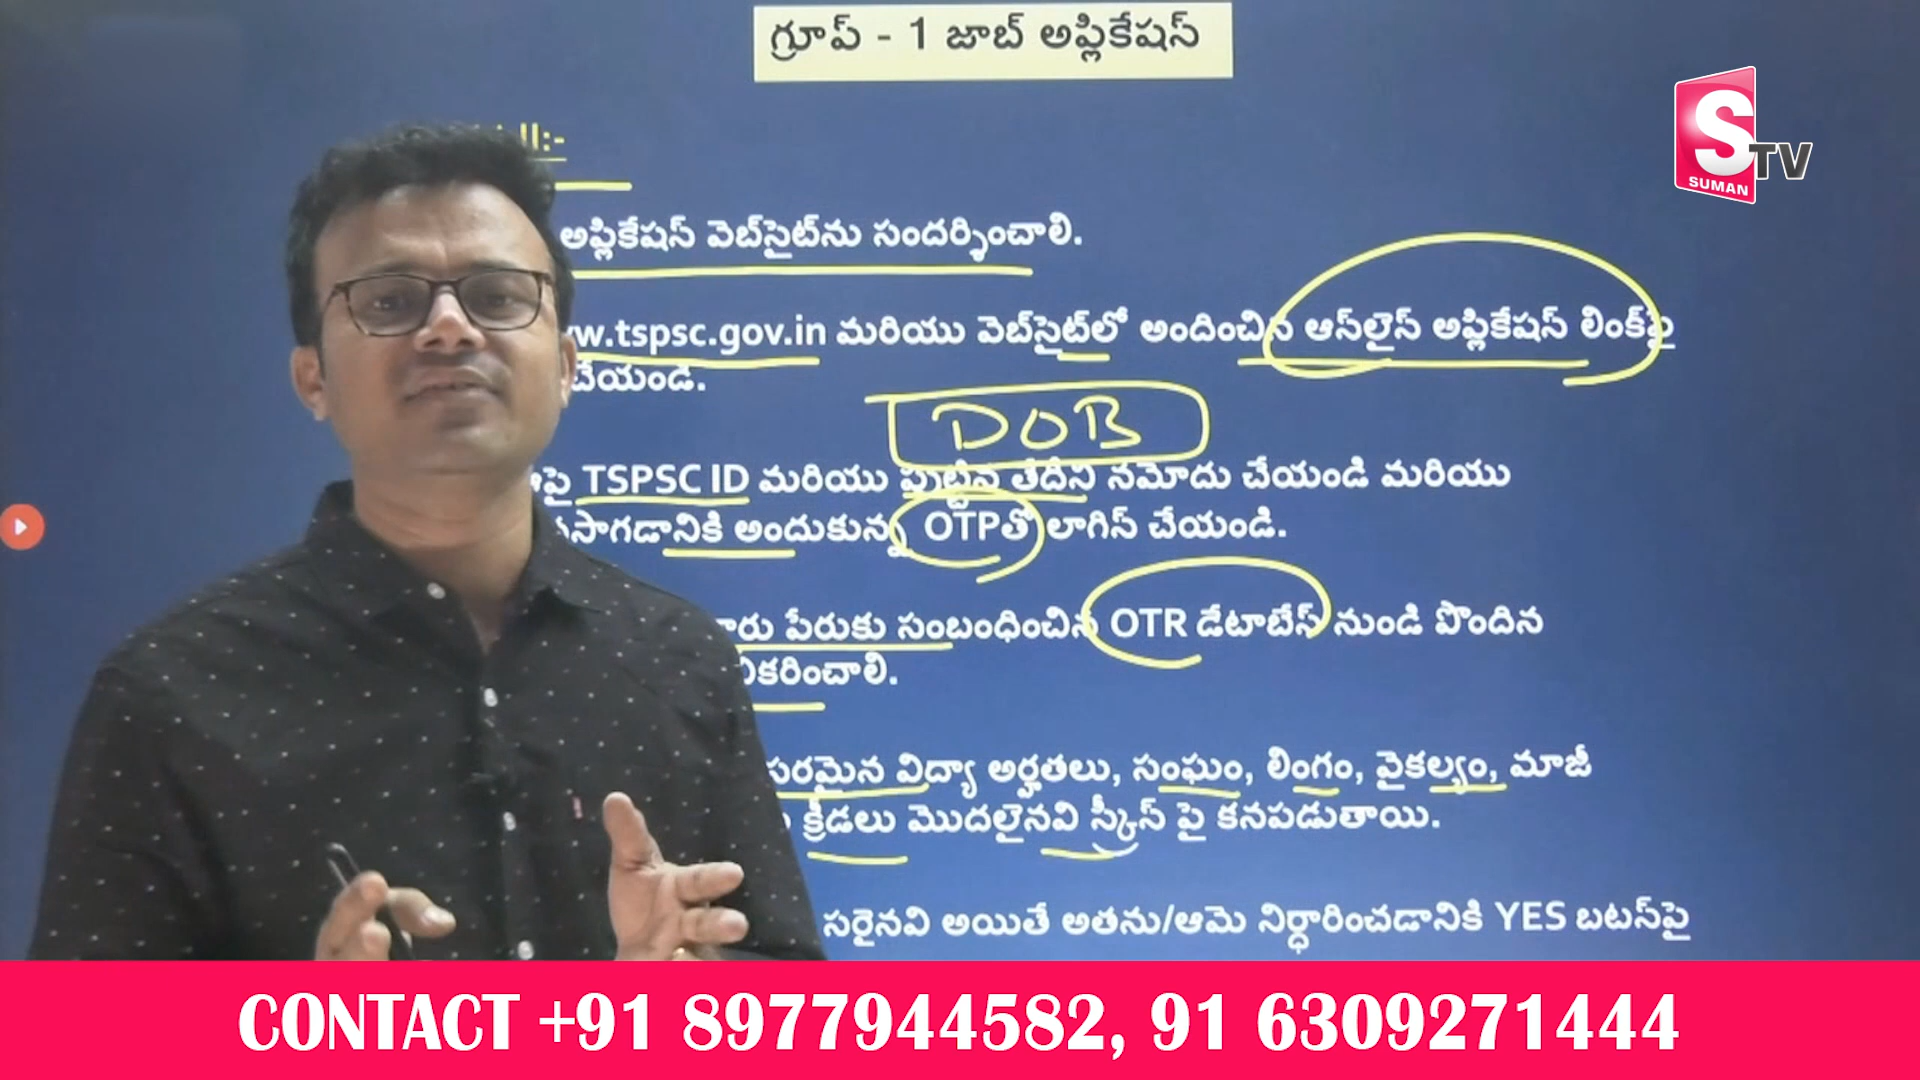 గ్రూప్ - 1 జాబ్ అప్లికేషన్
S TV
SUMAN
II:-
అప్లికేషన్ వెబ్‌సైట్‌ను సందర్శించాలి.
w.tspsc.gov.in మరియు వెబ్‌సైట్‌లో అందించిన ఆన్‌లైన్ అప్లికేషన్ లింక్‌పై
చేయండి.
DOB
పై TSPSC ID మరియు పుట్టిన తేదీని నమోదు చేయండి మరియు
సాగడానికి అందుకున్న OTPతో లాగిన్ చేయండి.
పేరుకు సంబంధించిన OTR డేటాబేస్ నుండి పొందిన
కరించాలి.
విద్యా అర్హతలు, సంఘం, లింగం, వైకల్యం, మాజీ
క్రీడలు మొదలైనవి స్క్రీన్ పై కనపడుతాయి.
సరైనవి అయితే అతను/ఆమె నిర్ధారించడానికి YES బటన్‌పై
CONTACT +91 8977944582, 91 6309271444